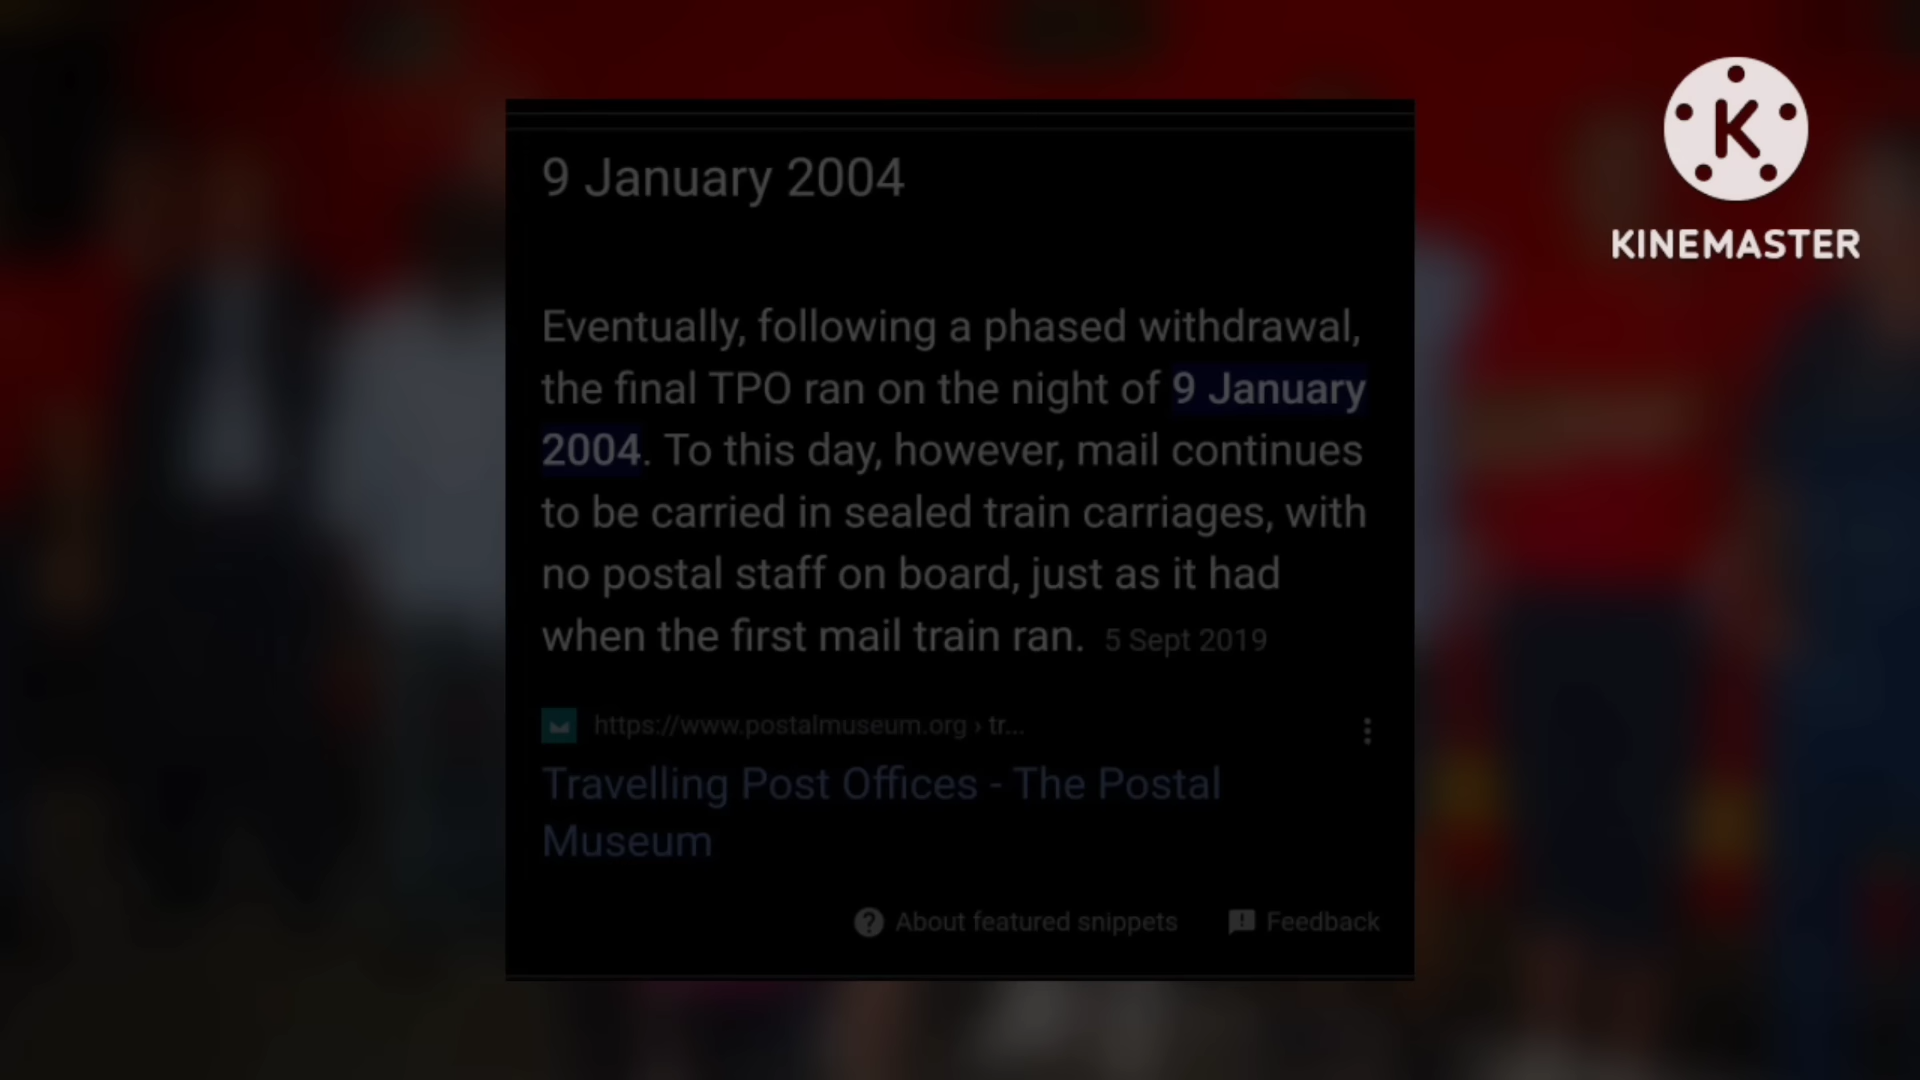 9 January 2004
Eventually, following a phased withdrawal,
the final TPO ran on the night of 9 January
2004. To this day, however, mail continues
to be carried in sealed train carriages, with
no postal staff on board, just as it had
when the first mail train ran. 5 Sept 2019
https://www.postalmuseum.org › tr...
Travelling Post Offices - The Postal
Museum
About featured snippets Feedback
K
KINEMASTER